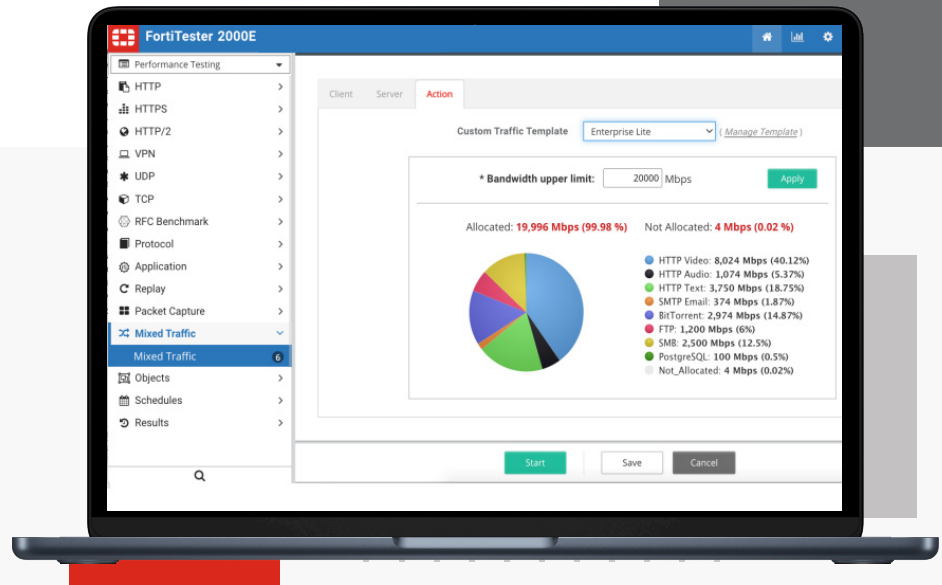 FortiTester 2000E
Performance Testing
HTTP
HTTPS
HTTP/2
VPN
UDP
TCP
RFC Benchmark
Protocol
Application
Replay
Packet Capture
Mixed Traffic
Mixed Traffic 6
Objects
Schedules
Results
Client Server Action
Custom Traffic Template Enterprise Lite ( Manage Template )
* Bandwidth upper limit: 20000 Mbps Apply
Allocated: 19,996 Mbps (99.98 %) Not Allocated: 4 Mbps (0.02 %)
HTTP Video: 8,024 Mbps (40.12%)
HTTP Audio: 1,074 Mbps (5.37%)
HTTP Text: 3,750 Mbps (18.75%)
SMTP Email: 374 Mbps (1.87%)
BitTorrent: 2,974 Mbps (14.87%)
FTP: 1,200 Mbps (6%)
SMB: 2,500 Mbps (12.5%)
PostgreSQL: 100 Mbps (0.5%)
Not_Allocated: 4 Mbps (0.02%)
Start Save Cancel